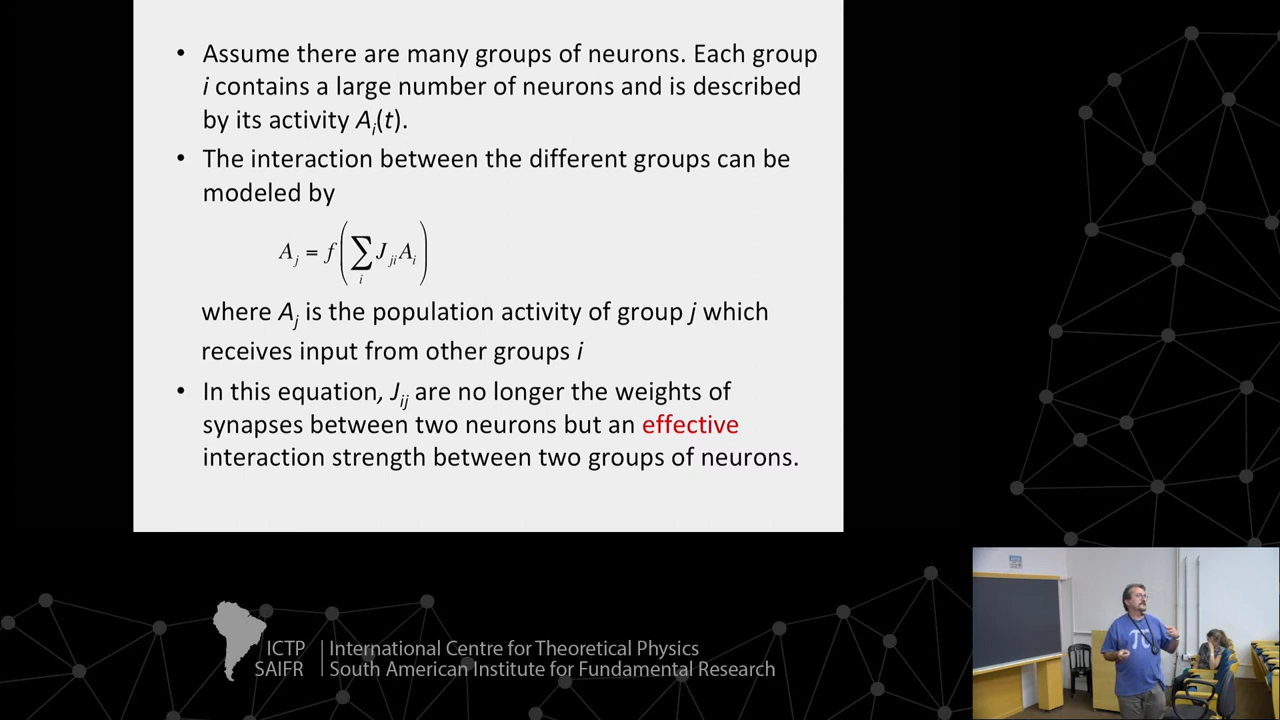 • Assume there are many groups of neurons. Each group
i contains a large number of neurons and is described
by its activity Ai(t).
• The interaction between the different groups can be
modeled by
Aj = f(∑i Jji Ai)
where Aj is the population activity of group j which
receives input from other groups i
• In this equation, Jij are no longer the weights of
synapses between two neurons but an effective
interaction strength between two groups of neurons.
ICTP
SAIFR
International Centre for Theoretical Physics
South American Institute for Fundamental Research
π